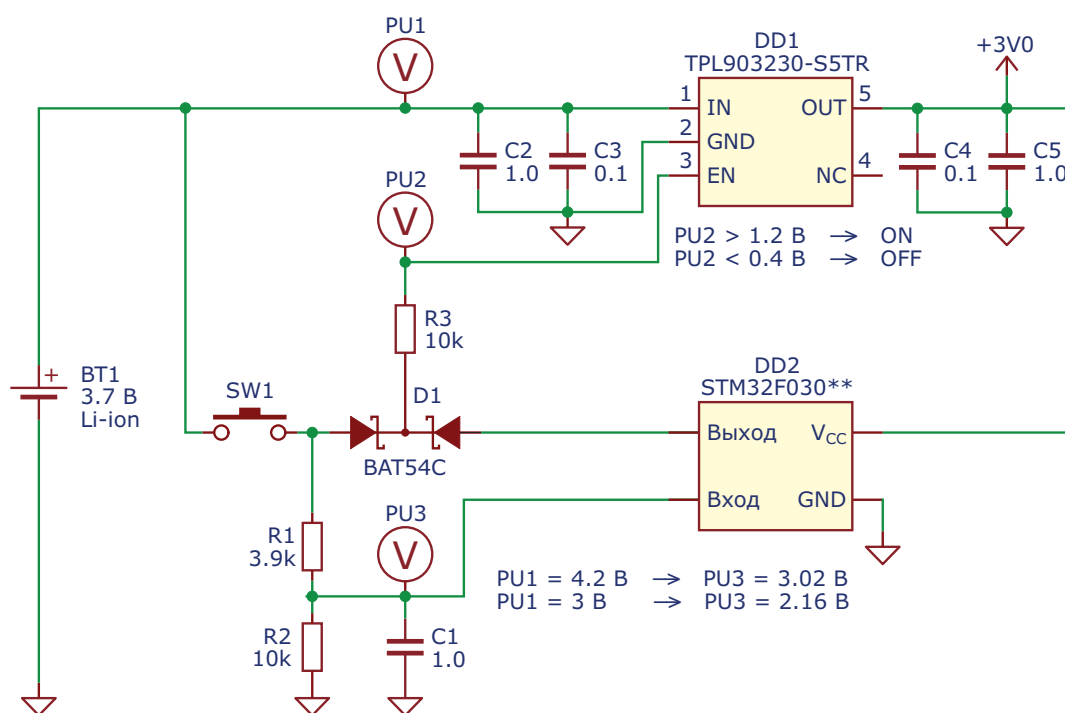 PU1
V
DD1
TPL903230-S5TR
+3V0
1
IN
OUT
5
2
GND
3
EN
NC
4
C2
1.0
C3
0.1
C4
0.1
C5
1.0
PU2
V
PU2 > 1.2 В → ON
PU2 < 0.4 В → OFF
R3
10k
BT1
3.7 В
Li-ion
+
SW1
D1
BAT54C
DD2
STM32F030**
Выход
VCC
Вход
GND
R1
3.9k
PU3
V
PU1 = 4.2 В → PU3 = 3.02 В
PU1 = 3 В → PU3 = 2.16 В
R2
10k
C1
1.0